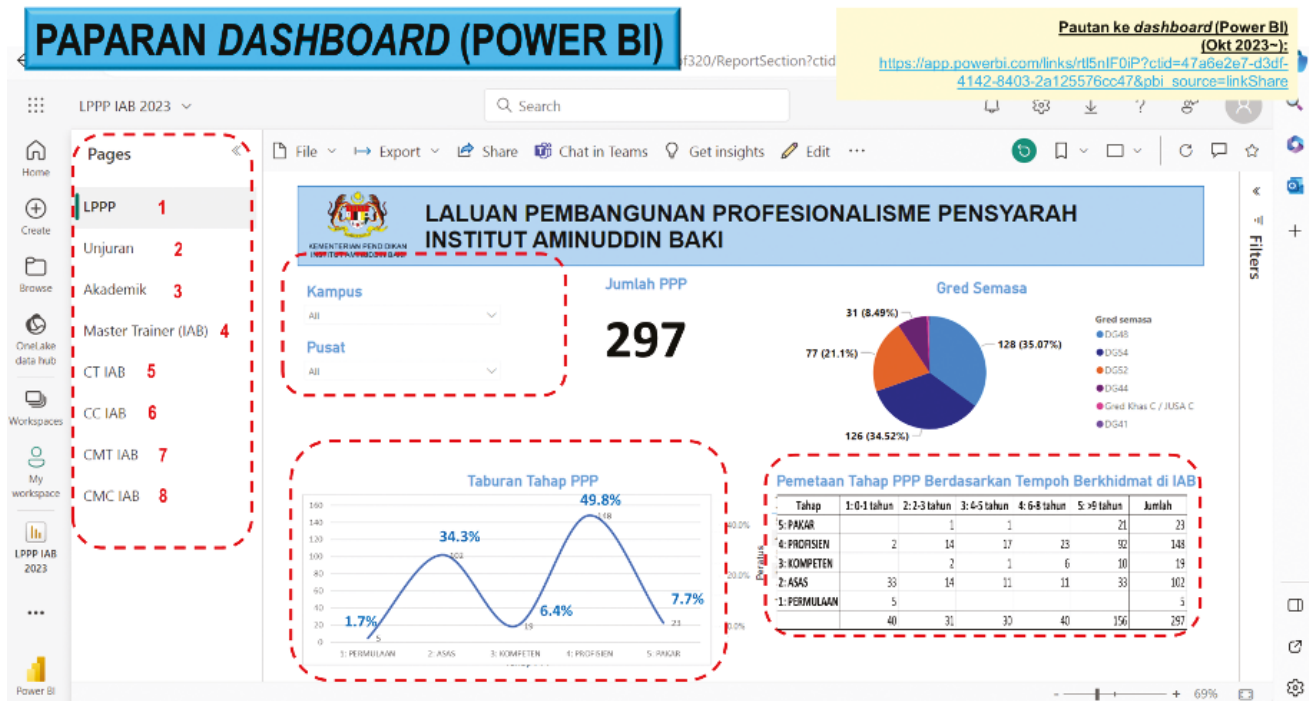 PAPARAN DASHBOARD (POWER BI)
Pautan ke dashboard (Power BI)
(Okt 2023~):
https://app.powerbi.com/links/rtl5nIF0iP?ctid=47a6e2e7-d3df-
4142-8403-2a125576cc47&pbi_source=linkShare
f320/ReportSection?ctid
LPPP IAB 2023
Search
Home
Create
Browse
OneLake
data hub
Workspaces
My
workspace
LPPP IAB
2023
Power BI
Pages
LPPP 1
Unjuran 2
Akademik 3
Master Trainer (IAB) 4
CT IAB 5
CC IAB 6
CMT IAB 7
CMC IAB 8
File Export Share Chat in Teams Get insights Edit
Filters
KEMENTERIAN PENDIDIKAN
INSTITUT AMINUDDIN BAKI
LALUAN PEMBANGUNAN PROFESIONALISME PENSYARAH
INSTITUT AMINUDDIN BAKI
Kampus
All
Pusat
All
Jumlah PPP
297
Gred Semasa
31 (8.49%)
77 (21.1%)
128 (35.07%)
126 (34.52%)
Gred semasa
DG48
DG54
DG52
DG44
Gred Khas C / JUSA C
DG41
Taburan Tahap PPP
160
140
120
100
80
60
40
20
0
1.7%
34.3%
6.4%
49.8%
7.7%
5
102
19
148
23
1: PERMULAAN 2: ASAS 3: KOMPETEN 4: PROFISIEN 5: PAKAR
Pemetaan Tahap PPP Berdasarkan Tempoh Berkhidmat di IAB
40.0%
20.0%
0.0%
Peratus
Tahap 1: 0-1 tahun 2: 2-3 tahun 3: 4-5 tahun 4: 6-8 tahun 5: >9 tahun Jumlah
5: PAKAR 1 1 21 23
4: PROFISIEN 2 14 17 23 92 148
3: KOMPETEN 2 1 6 10 19
2: ASAS 33 14 11 11 33 102
1: PERMULAAN 5 5
40 31 30 40 156 297
69%